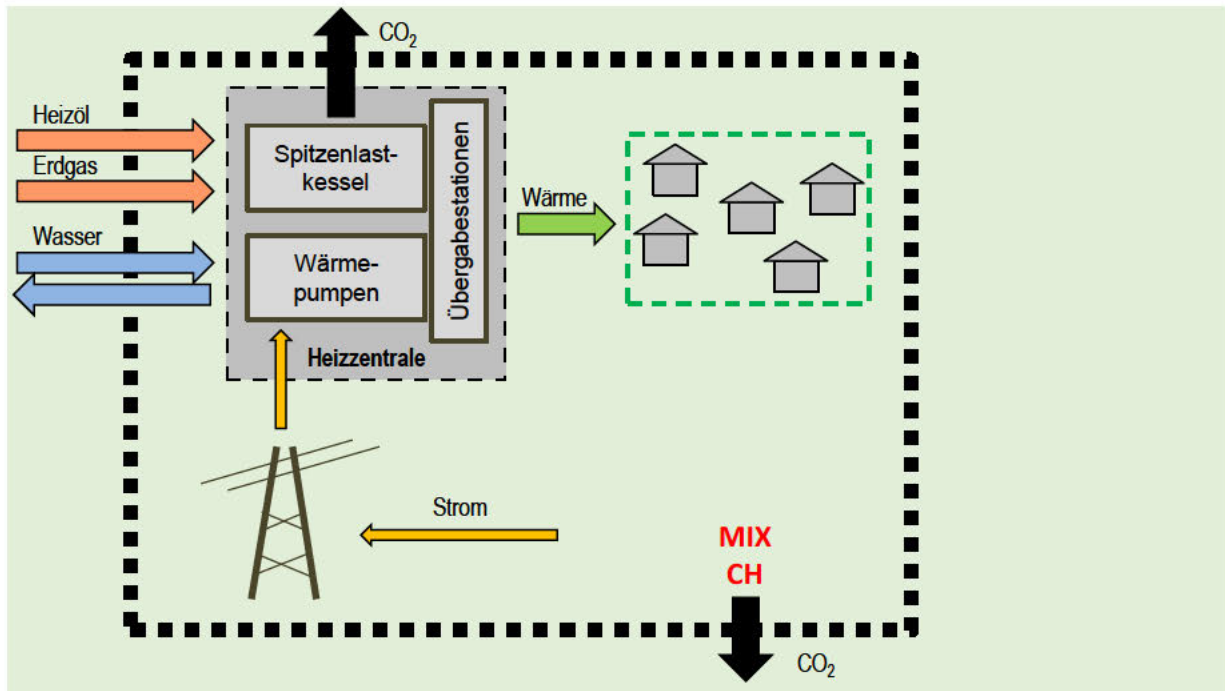 CO₂
Heizöl
Erdgas
Wasser
Spitzenlast-
kessel
Wärme-
pumpen
Übergabestationen
Heizzentrale
Wärme
Strom
MIX
CH
CO₂